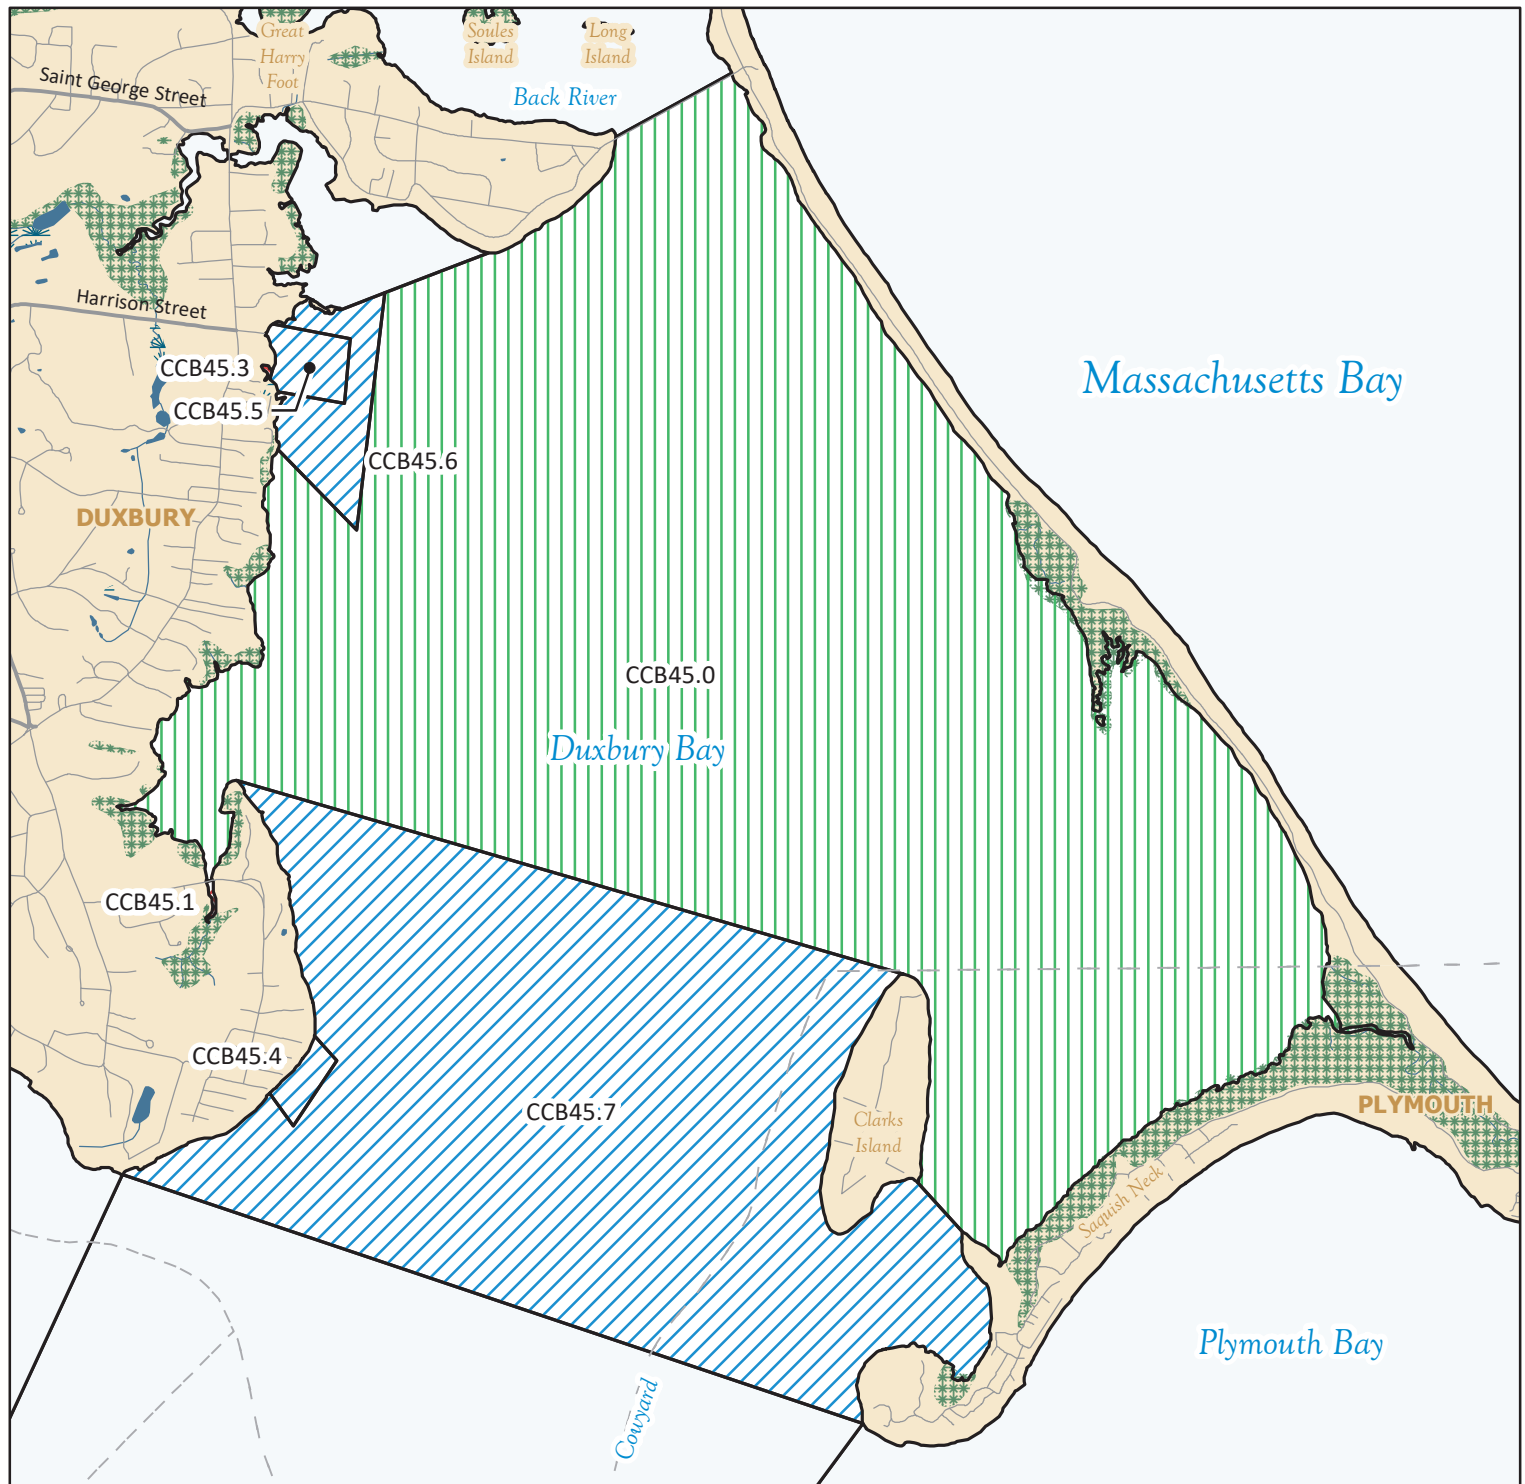 Great
Harry
Foot
Soules
Island
Long
Island
Saint George Street
Back River
Harrison Street
CCB45.3
CCB45.5
Massachusetts Bay
CCB45.6
DUXBURY
CCB45.0
Duxbury Bay
CCB45.1
CCB45.4
CCB45.7
Clarks
Island
PLYMOUTH
Saquish Neck
Plymouth Bay
Cowyard